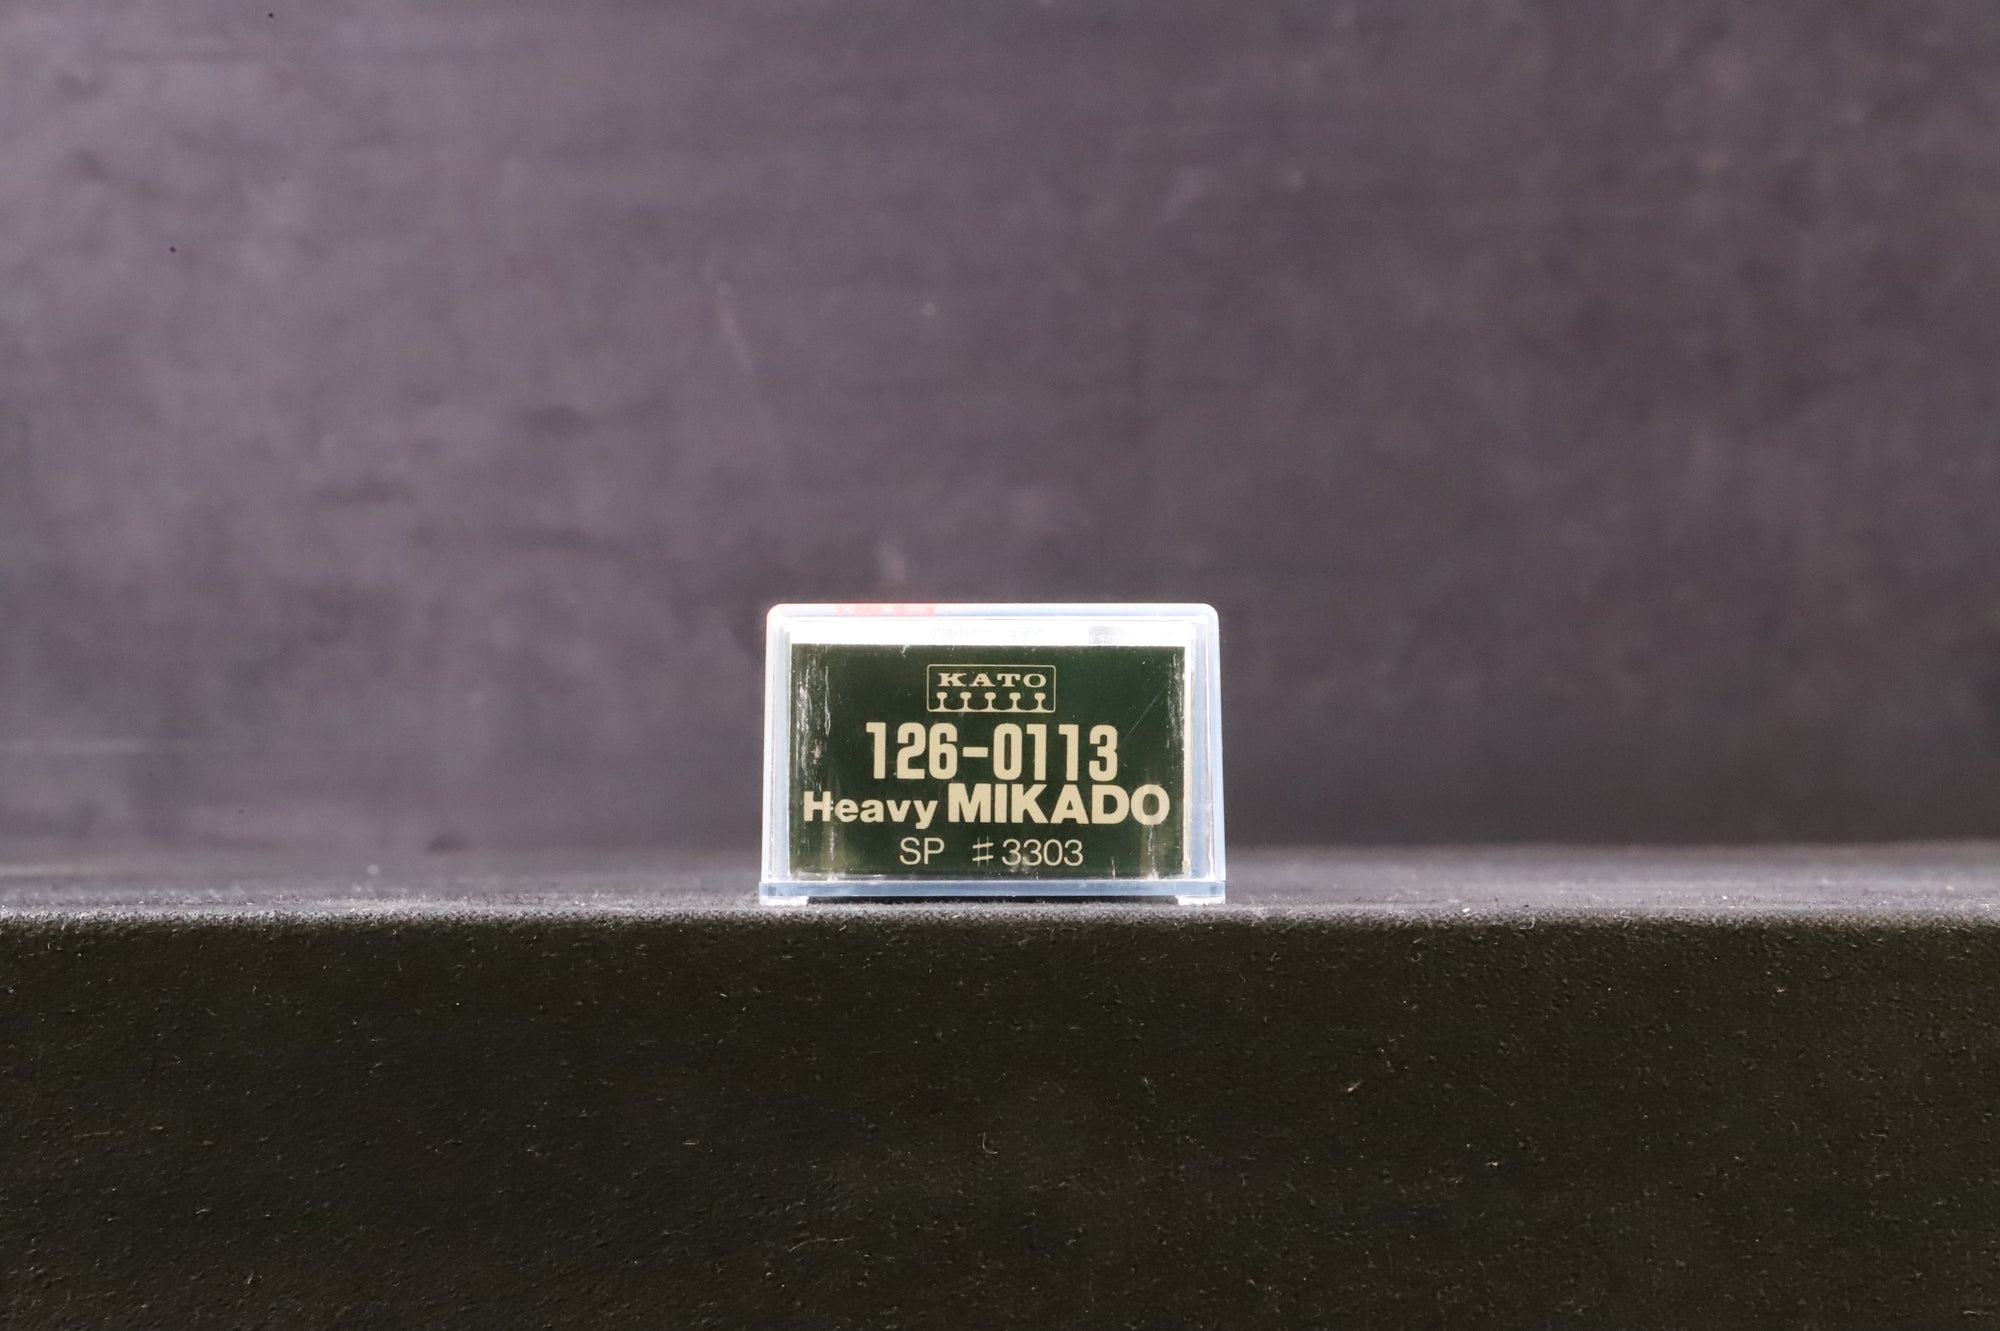 KATO
126-0113
Heavy MIKADO
SP #3303